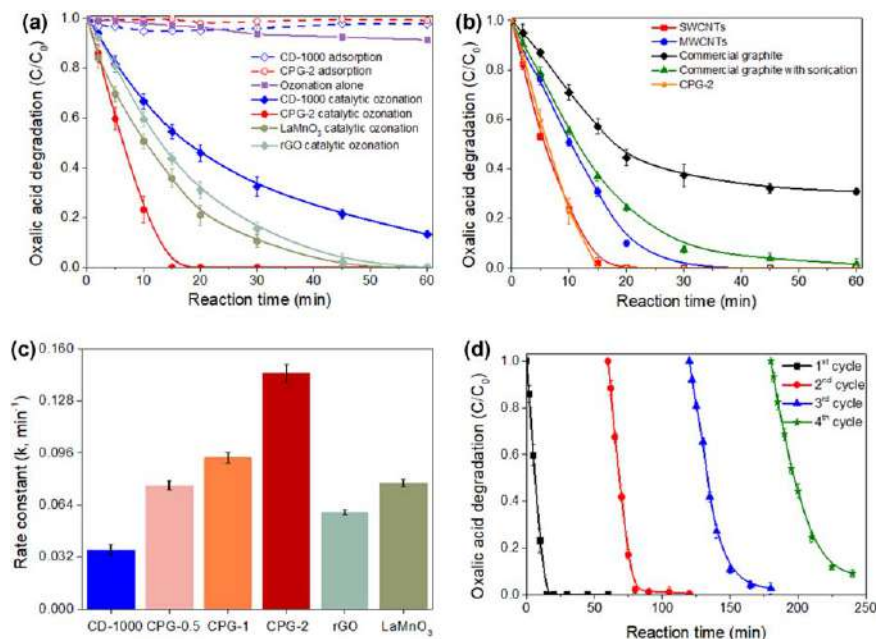 (a)
Oxalic acid degradation (C/C₀)
1.0
0.8
0.6
0.4
0.2
0.0
CD-1000 adsorption
CPG-2 adsorption
Ozonation alone
CD-1000 catalytic ozonation
CPG-2 catalytic ozonation
LaMnO₃ catalytic ozonation
rGO catalytic ozonation
0 10 20 30 40 50 60
Reaction time (min)
(b)
Oxalic acid degradation (C/C₀)
1.0
0.8
0.6
0.4
0.2
0.0
SWCNTs
MWCNTs
Commercial graphite
Commercial graphite with sonication
CPG-2
0 10 20 30 40 50 60
Reaction time (min)
(c)
Rate constant (k, min⁻¹)
0.160
0.128
0.096
0.064
0.032
0.000
CD-1000 CPG-0.5 CPG-1 CPG-2 rGO LaMnO₃
(d)
Oxalic acid degradation (C/C₀)
1.0
0.8
0.6
0.4
0.2
0.0
1ˢᵗ cycle
2ⁿᵈ cycle
3ʳᵈ cycle
4ᵗʰ cycle
0 50 100 150 200 250
Reaction time (min)